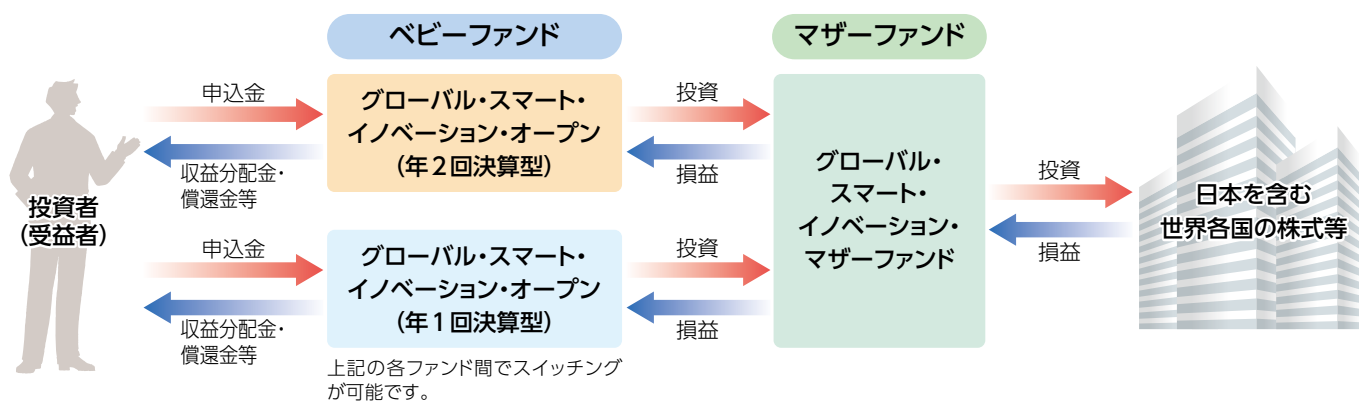 ベビーファンド
マザーファンド
投資者
(受益者)
申込金
収益分配金・
償還金等
グローバル・スマート・
イノベーション・オープン
(年2回決算型)
投資
損益
申込金
収益分配金・
償還金等
グローバル・スマート・
イノベーション・オープン
(年1回決算型)
投資
損益
上記の各ファンド間でスイッチング
が可能です。
グローバル・
スマート・
イノベーション・
マザーファンド
投資
損益
日本を含む
世界各国の株式等